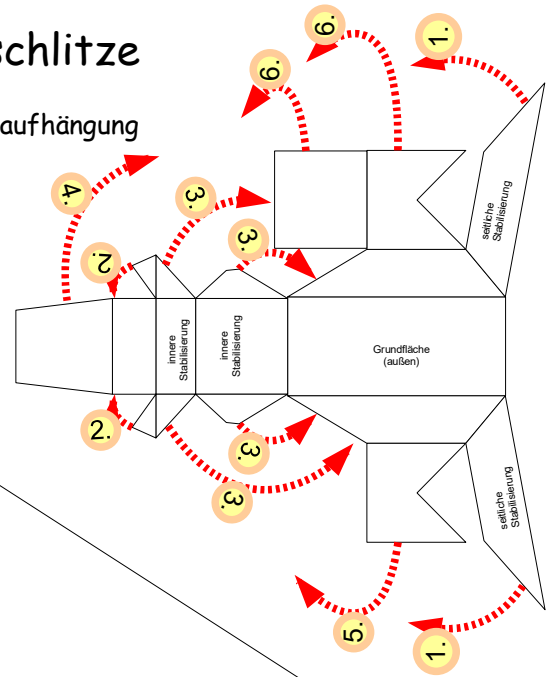 schlitze
aufhängung
1.
6.
6.
4.
3.
2.
3.
seitliche
Stabilisierung
innere
Stabilisierung
innere
Stabilisierung
Grundfläche
(außen)
2.
3.
3.
seitliche
Stabilisierung
5.
1.